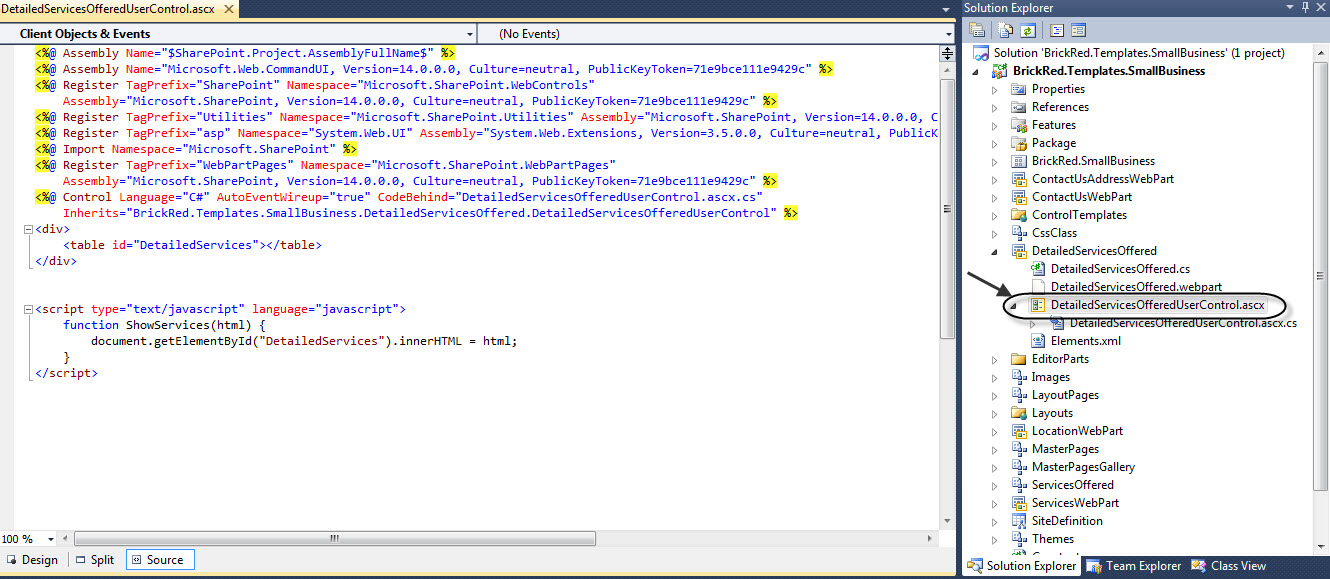 DetailedServicesOfferedUserControl.ascx
Client Objects & Events
(No Events)
<%@ Assembly Name="$SharePoint.Project.AssemblyFullName$" %>
<%@ Assembly Name="Microsoft.Web.CommandUI, Version=14.0.0.0, Culture=neutral, PublicKeyToken=71e9bce111e9429c" %>
<%@ Register TagPrefix="SharePoint" Namespace="Microsoft.SharePoint.WebControls"
Assembly="Microsoft.SharePoint, Version=14.0.0.0, Culture=neutral, PublicKeyToken=71e9bce111e9429c" %>
<%@ Register TagPrefix="Utilities" Namespace="Microsoft.SharePoint.Utilities" Assembly="Microsoft.SharePoint, Version=14.0.0.0, C
<%@ Register TagPrefix="asp" Namespace="System.Web.UI" Assembly="System.Web.Extensions, Version=3.5.0.0, Culture=neutral, PublicK
<%@ Import Namespace="Microsoft.SharePoint" %>
<%@ Register TagPrefix="WebPartPages" Namespace="Microsoft.SharePoint.WebPartPages"
Assembly="Microsoft.SharePoint, Version=14.0.0.0, Culture=neutral, PublicKeyToken=71e9bce111e9429c" %>
<%@ Control Language="C#" AutoEventWireup="true" CodeBehind="DetailedServicesOfferedUserControl.ascx.cs"
Inherits="BrickRed.Templates.SmallBusiness.DetailedServicesOffered.DetailedServicesOfferedUserControl" %>
<div>
<table id="DetailedServices"></table>
</div>
<script type="text/javascript" language="javascript">
function ShowServices(html) {
document.getElementById("DetailedServices").innerHTML = html;
}
</script>
100 %
Design
Split
Source
Solution Explorer
Solution 'BrickRed.Templates.SmallBusiness' (1 project)
BrickRed.Templates.SmallBusiness
Properties
References
Features
Package
BrickRed.SmallBusiness
ContactUsAddressWebPart
ContactUsWebPart
ControlTemplates
CssClass
DetailedServicesOffered
DetailedServicesOffered.cs
DetailedServicesOffered.webpart
DetailedServicesOfferedUserControl.ascx
DetailedServicesOfferedUserControl.ascx.cs
Elements.xml
EditorParts
Images
LayoutPages
Layouts
LocationWebPart
MasterPages
MasterPagesGallery
ServicesOffered
ServicesWebPart
SiteDefinition
Themes
Solution Explorer
Team Explorer
Class View